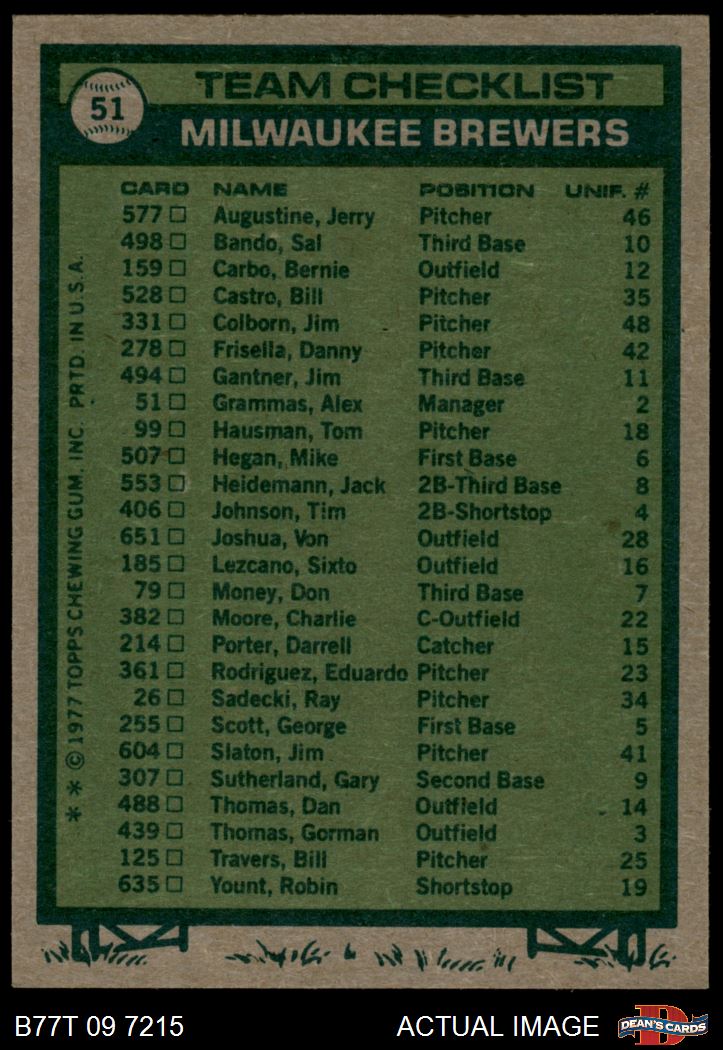 51
TEAM CHECKLIST
MILWAUKEE BREWERS
CARD NAME POSITION UNIF. #
577 □ Augustine, Jerry Pitcher 46
498 □ Bando, Sal Third Base 10
159 □ Carbo, Bernie Outfield 12
528 □ Castro, Bill Pitcher 35
331 □ Colborn, Jim Pitcher 48
278 □ Frisella, Danny Pitcher 42
494 □ Gantner, Jim Third Base 11
51 □ Grammas, Alex Manager 2
99 □ Hausman, Tom Pitcher 18
507 □ Hegan, Mike First Base 6
553 □ Heidemann, Jack 2B-Third Base 8
406 □ Johnson, Tim 2B-Shortstop 4
651 □ Joshua, Von Outfield 28
185 □ Lezcano, Sixto Outfield 16
79 □ Money, Don Third Base 7
382 □ Moore, Charlie C-Outfield 22
214 □ Porter, Darrell Catcher 15
361 □ Rodriguez, Eduardo Pitcher 23
26 □ Sadecki, Ray Pitcher 34
255 □ Scott, George First Base 5
604 □ Slaton, Jim Pitcher 41
307 □ Sutherland, Gary Second Base 9
488 □ Thomas, Dan Outfield 14
439 □ Thomas, Gorman Outfield 3
125 □ Travers, Bill Pitcher 25
635 □ Yount, Robin Shortstop 19
* * © 1977 TOPPS CHEWING GUM, INC. PRTD. IN U.S.A.
B77T 09 7215 ACTUAL IMAGE
D
DEAN'S CARDS